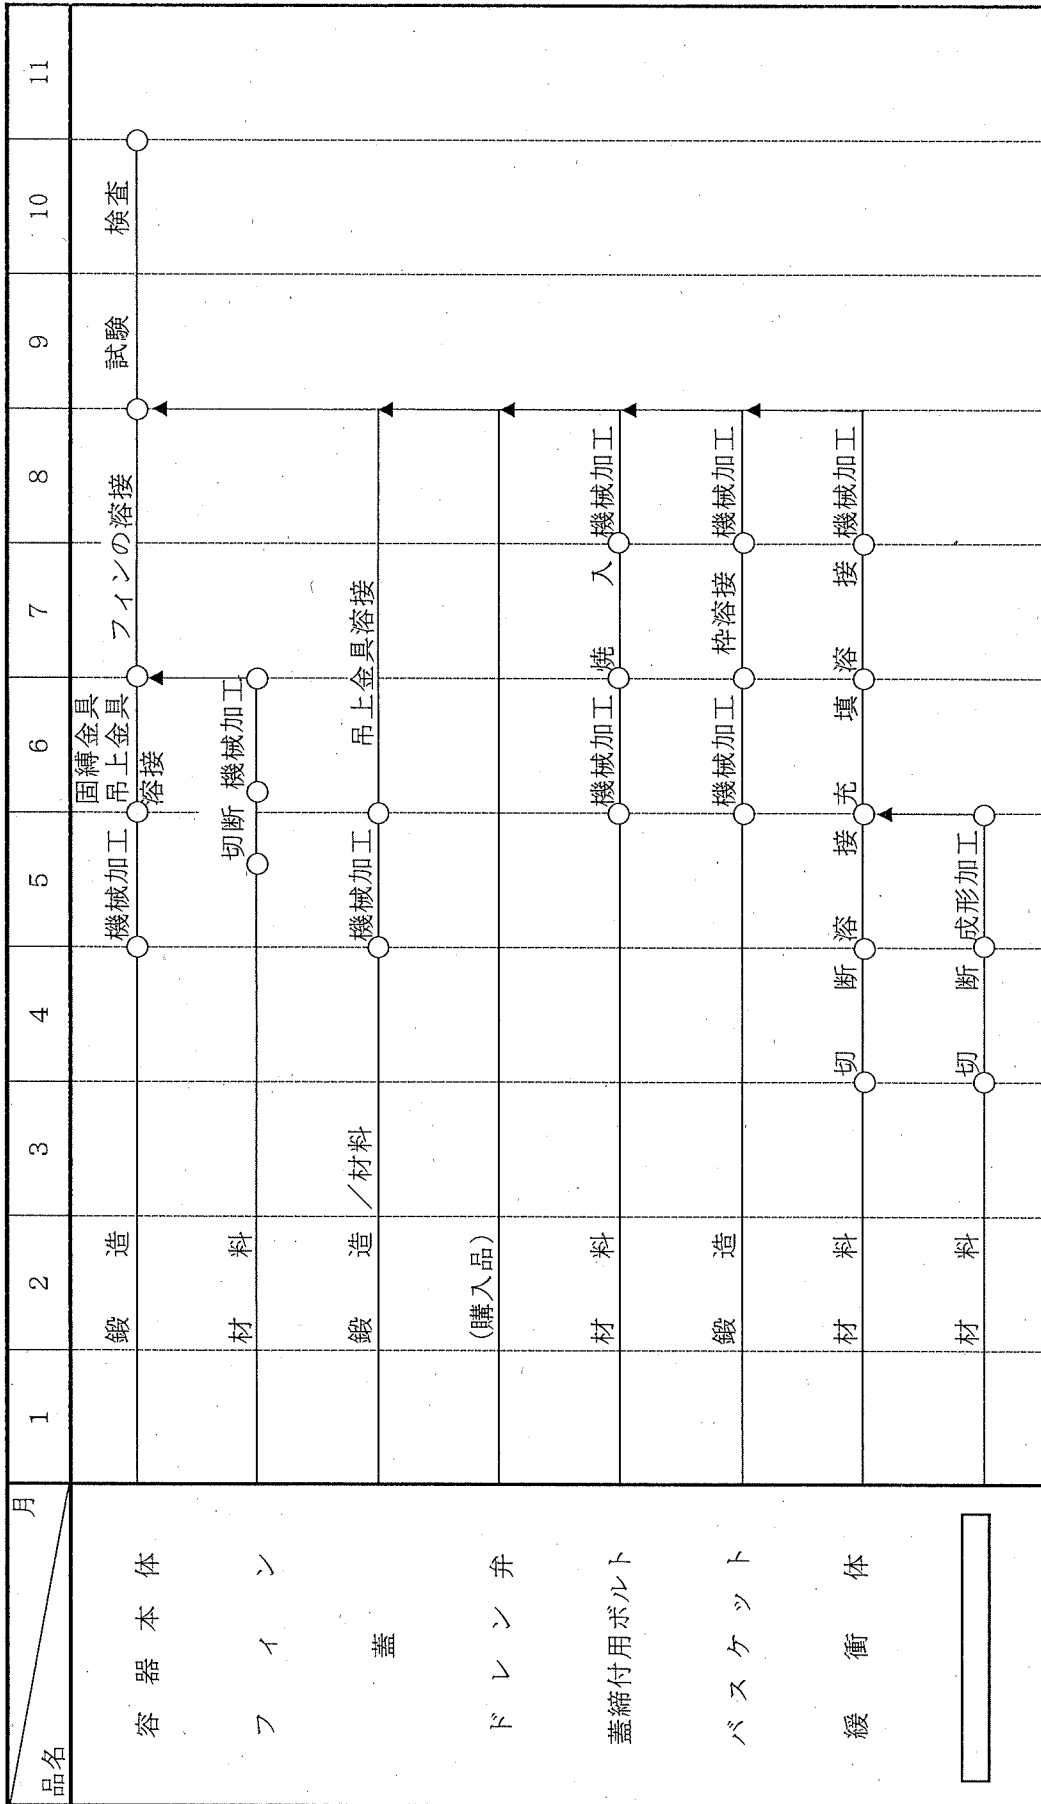 品名 月 1 2 3 4 5 6 7 8 9 10 11
容器本体 鍛造 機械加工 固縛金具 吊上金具 溶接 フィンの溶接 試験 検査
フィン 材料 切断 機械加工
蓋 鍛造/材料 機械加工 吊上金具溶接
ドレン弁 (購入品)
蓋締付用ボルト 材料 機械加工 焼入 機械加工
バスケット 鍛造 機械加工 枠溶接 機械加工
緩衝体 材料 切断 溶接 充填 溶接 機械加工
材料 切断 成形加工